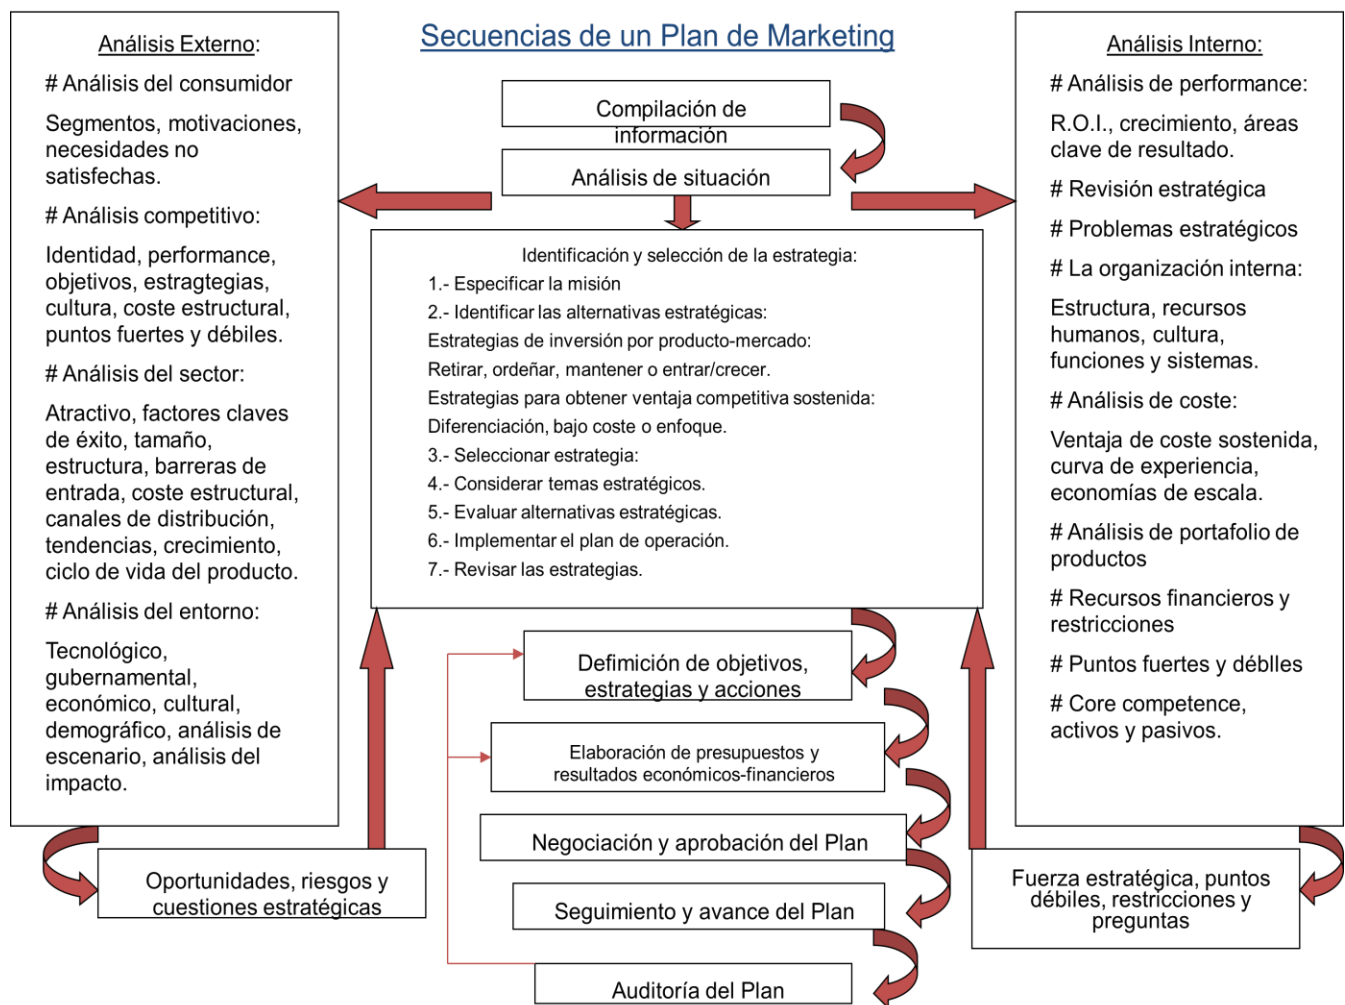 Secuencias de un Plan de Marketing
Análisis Externo:
# Análisis del consumidor
Segmentos, motivaciones,
necesidades no
satisfechas.
# Análisis competitivo:
Identidad, performance,
objetivos, estragtegias,
cultura, coste estructural,
puntos fuertes y débiles.
# Análisis del sector:
Atractivo, factores claves
de éxito, tamaño,
estructura, barreras de
entrada, coste estructural,
canales de distribución,
tendencias, crecimiento,
ciclo de vida del producto.
# Análisis del entorno:
Tecnológico,
gubernamental,
económico, cultural,
demográfico, análisis de
escenario, análisis del
impacto.
Oportunidades, riesgos y
cuestiones estratégicas
Compilación de
información
Análisis de situación
Identificación y selección de la estrategia:
1.- Especificar la misión
2.- Identificar las alternativas estratégicas:
Estrategias de inversión por producto-mercado:
Retirar, ordeñar, mantener o entrar/crecer.
Estrategias para obtener ventaja competitiva sostenida:
Diferenciación, bajo coste o enfoque.
3.- Seleccionar estrategia:
4.- Considerar temas estratégicos.
5.- Evaluar alternativas estratégicas.
6.- Implementar el plan de operación.
7.- Revisar las estrategias.
Defimición de objetivos,
estrategias y acciones
Elaboración de presupuestos y
resultados económicos-financieros
Negociación y aprobación del Plan
Seguimiento y avance del Plan
Auditoría del Plan
Análisis Interno:
# Análisis de performance:
R.O.I., crecimiento, áreas
clave de resultado.
# Revisión estratégica
# Problemas estratégicos
# La organización interna:
Estructura, recursos
humanos, cultura,
funciones y sistemas.
# Análisis de coste:
Ventaja de coste sostenida,
curva de experiencia,
economías de escala.
# Análisis de portafolio de
productos
# Recursos financieros y
restricciones
# Puntos fuertes y déblles
# Core competence,
activos y pasivos.
Fuerza estratégica, puntos
débiles, restricciones y
preguntas